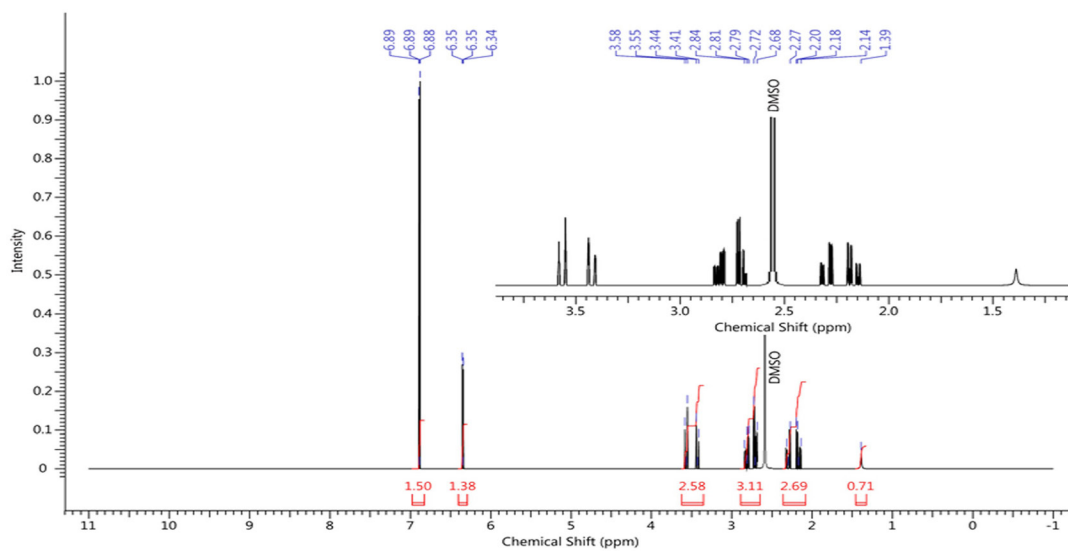 6.89 6.89 6.88 6.35 6.35 6.34 3.58 3.55 3.44 3.41 2.84 2.81 2.79 2.72 2.68 2.27 2.20 2.18 2.14 1.39
DMSO
3.5 3.0 2.5 2.0 1.5
Chemical Shift (ppm)
Intensity
1.0
0.9
0.8
0.7
0.6
0.5
0.4
0.3
0.2
0.1
0
DMSO
1.50 1.38 2.58 3.11 2.69 0.71
11 10 9 8 7 6 5 4 3 2 1 0 -1
Chemical Shift (ppm)